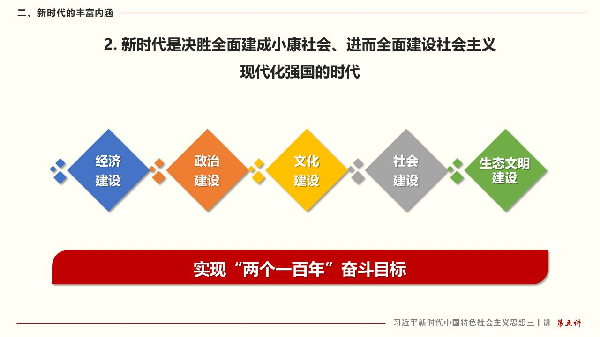 二、新时代的丰富内涵
2. 新时代是决胜全面建成小康社会、进而全面建设社会主义
现代化强国的时代
经济
建设
政治
建设
文化
建设
社会
建设
生态文明
建设
实现“两个一百年”奋斗目标
习近平新时代中国特色社会主义思想三十讲 第五讲